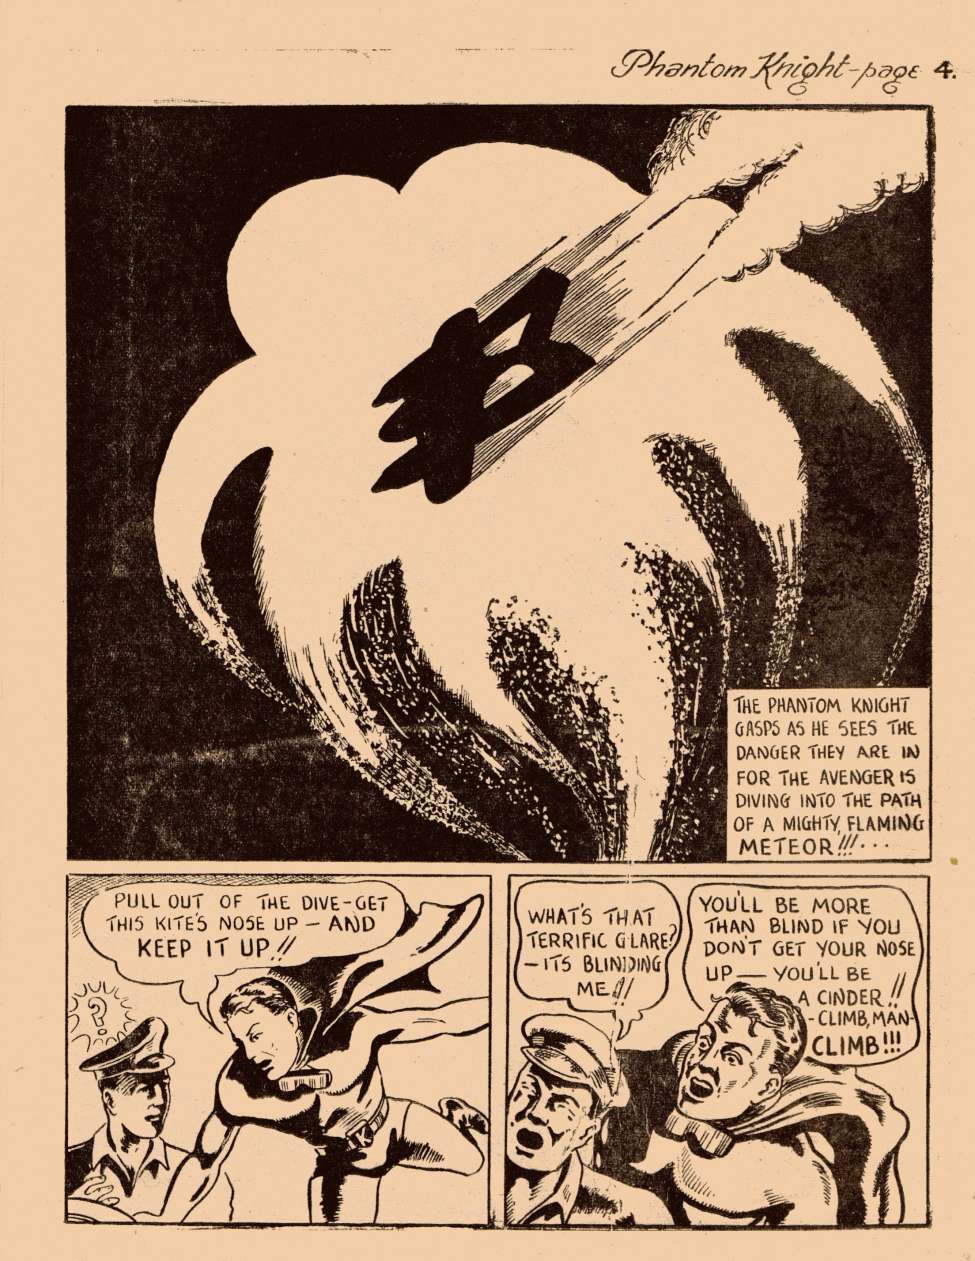 Phantom Knight-page 4.
THE PHANTOM KNIGHT
GASPS AS HE SEES THE
DANGER THEY ARE IN
FOR THE AVENGER IS
DIVING INTO THE PATH
OF A MIGHTY, FLAMING
METEOR!!!...
PULL OUT OF THE DIVE-GET
THIS KITE'S NOSE UP — AND
KEEP IT UP!!
?
K
WHAT'S THAT
TERRIFIC GLARE?
— ITS BLINDING
ME!!
YOU'LL BE MORE
THAN BLIND IF YOU
DON'T GET YOUR NOSE
UP — YOU'LL BE
A CINDER!!
- CLIMB, MAN-
CLIMB!!!